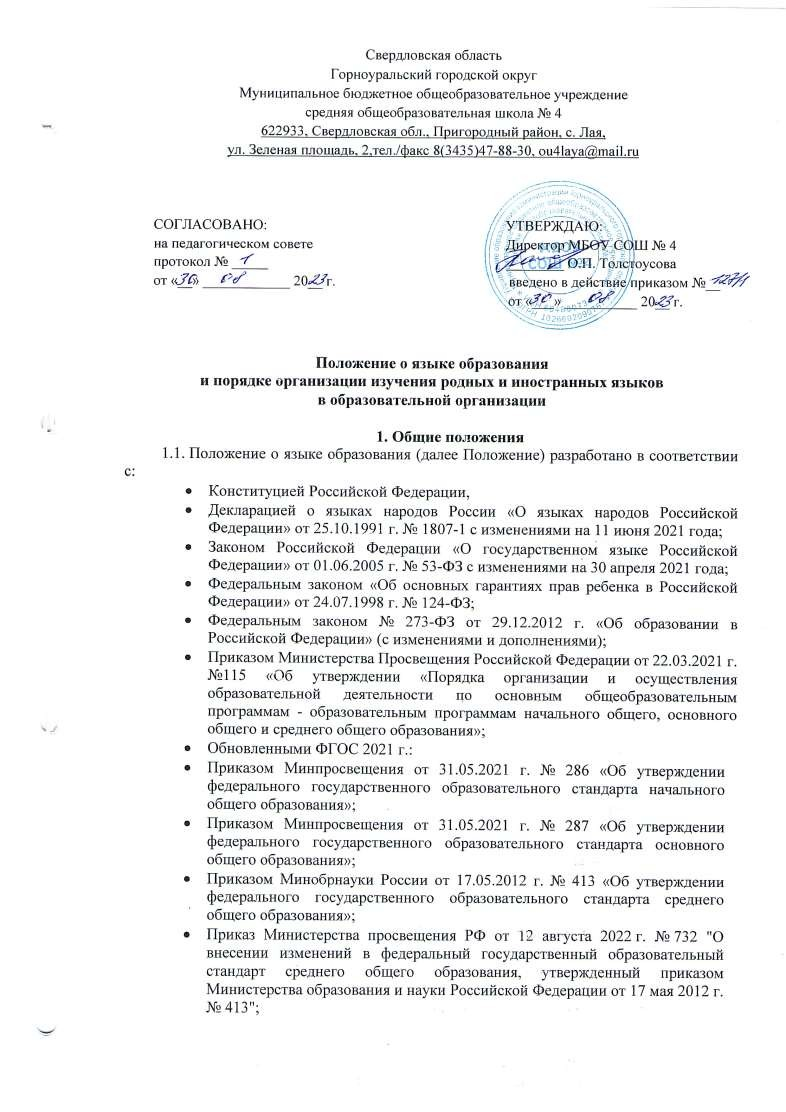 Свердловская область
Горноуральский городской округ
Муниципальное бюджетное общеобразовательное учреждение
средняя общеобразовательная школа № 4
622933, Свердловская обл., Пригородный район, с. Лая,
ул. Зеленая площадь, 2,тел./факс 8(3435)47-88-30, ou4laya@mail.ru
СОГЛАСОВАНО:
на педагогическом совете
протокол № 1
от «30» 08 2023г.
УТВЕРЖДАЮ:
Директор МБОУ СОШ № 4
О.П. Толстоусова
введено в действие приказом № 127/1
от «30» 08 2023 г.
Положение о языке образования
и порядке организации изучения родных и иностранных языков
в образовательной организации
1. Общие положения
1.1. Положение о языке образования (далее Положение) разработано в соответствии
с:
• Конституцией Российской Федерации,
• Декларацией о языках народов России «О языках народов Российской
Федерации» от 25.10.1991 г. № 1807-1 с изменениями на 11 июня 2021 года;
• Законом Российской Федерации «О государственном языке Российской
Федерации» от 01.06.2005 г. № 53-ФЗ с изменениями на 30 апреля 2021 года;
• Федеральным законом «Об основных гарантиях прав ребенка в Российской
Федерации» от 24.07.1998 г. № 124-ФЗ;
• Федеральным законом № 273-ФЗ от 29.12.2012 г. «Об образовании в
Российской Федерации» (с изменениями и дополнениями);
• Приказом Министерства Просвещения Российской Федерации от 22.03.2021 г.
№115 «Об утверждении «Порядка организации и осуществления
образовательной деятельности по основным общеобразовательным
программам - образовательным программам начального общего, основного
общего и среднего общего образования»;
• Обновленными ФГОС 2021 г.:
• Приказом Минпросвещения от 31.05.2021 г. № 286 «Об утверждении
федерального государственного образовательного стандарта начального
общего образования»;
• Приказом Минпросвещения от 31.05.2021 г. № 287 «Об утверждении
федерального государственного образовательного стандарта основного
общего образования»;
• Приказом Минобрнауки России от 17.05.2012 г. № 413 «Об утверждении
федерального государственного образовательного стандарта среднего
общего образования»;
• Приказ Министерства просвещения РФ от 12 августа 2022 г. № 732 "О
внесении изменений в федеральный государственный образовательный
стандарт среднего общего образования, утвержденный приказом
Министерства образования и науки Российской Федерации от 17 мая 2012 г.
№ 413";